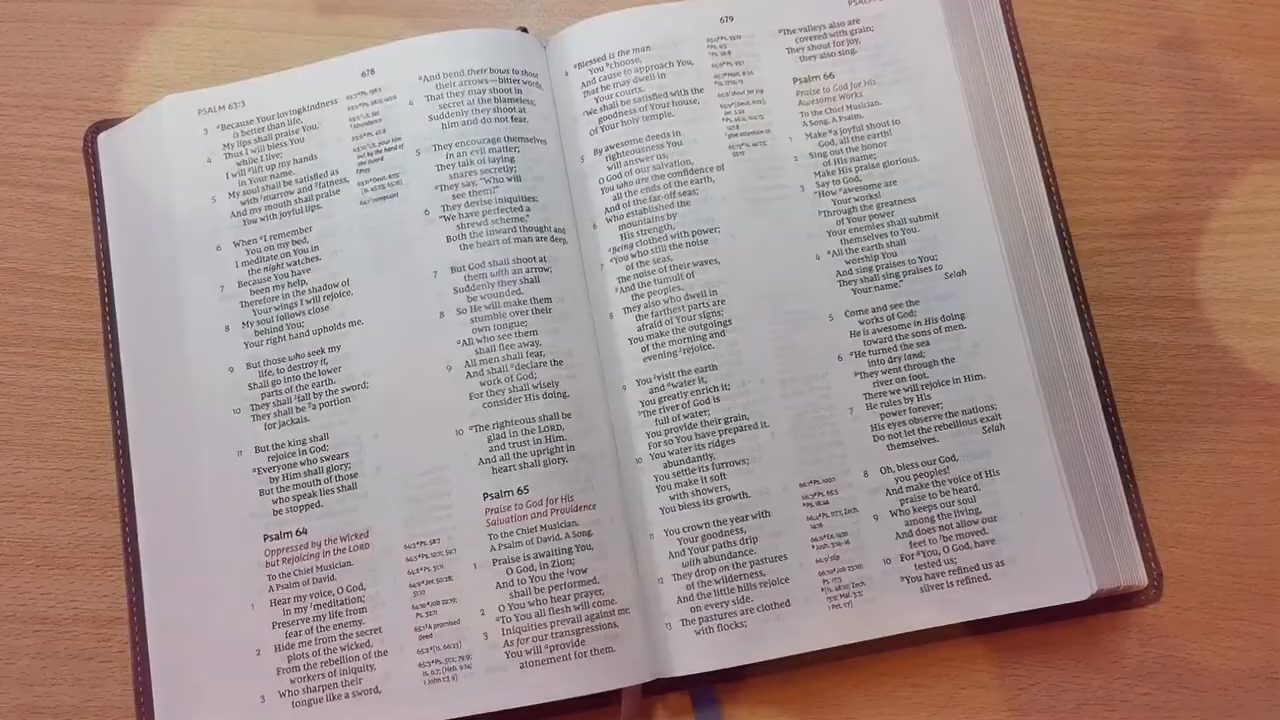 678
PSALM 63:3
3 ᵃBecause Your lovingkindness
is better than life,
My lips shall praise You.
4 Thus I will bless You
while I live;
I will ᵃlift up my hands
in Your name.
5 My soul shall be satisfied as
with ¹marrow and ²fatness,
And my mouth shall praise
You with joyful lips.
6 When ᵃI remember
You on my bed,
I meditate on You in
the night watches.
7 Because You have
been my help,
Therefore in the shadow of
Your wings I will rejoice.
8 My soul follows close
behind You;
Your right hand upholds me.
9 But those who seek my
life, to destroy it,
Shall go into the lower
parts of the earth.
10 They shall ¹fall by the sword;
They shall be ²a portion
for jackals.
11 But the king shall
rejoice in God;
ᵃEveryone who swears
by Him shall glory;
But the mouth of those
who speak lies shall
be stopped.
Psalm 64
Oppressed by the Wicked
but Rejoicing in the LORD
To the Chief Musician.
A Psalm of David.
1 Hear my voice, O God,
in my ¹meditation;
Preserve my life from
fear of the enemy.
2 Hide me from the secret
plots of the wicked,
From the rebellion of the
workers of iniquity,
3 Who sharpen their
tongue like a sword,
ᵃAnd bend their bows to shoot
their arrows—bitter words,
4 That they may shoot in
secret at the blameless;
Suddenly they shoot at
him and do not fear.
5 They encourage themselves
in an evil matter;
They talk of laying
snares secretly;
ᵃThey say, "Who will
see them?"
6 They devise iniquities:
"We have perfected a
shrewd scheme."
Both the inward thought and
the heart of man are deep.
7 But God shall shoot at
them with an arrow;
Suddenly they shall
be wounded.
8 So He will make them
stumble over their
own tongue;
ᵃAll who see them
shall flee away.
9 All men shall fear,
And shall ᵃdeclare the
work of God;
For they shall wisely
consider His doing.
10 ᵃThe righteous shall be
glad in the LORD,
and trust in Him.
And all the upright in
heart shall glory.
Psalm 65
Praise to God for His
Salvation and Providence
To the Chief Musician.
A Psalm of David. A Song.
1 Praise is awaiting You,
O God, in Zion;
And to You the ¹vow
shall be performed.
2 O You who hear prayer,
ᵃTo You all flesh will come.
3 Iniquities prevail against me;
As for our transgressions,
You will ᵃprovide
atonement for them.
679
4 ᵃBlessed is the man
You ᵇchoose,
And cause to approach You,
That he may dwell in
Your courts.
ᶜWe shall be satisfied with the
goodness of Your house,
of Your holy temple.
5 By awesome deeds in
righteousness You
will answer us,
O God of our salvation,
You who are the confidence of
all the ends of the earth,
And of the far-off seas;
6 Who established the
mountains by
His strength,
ᵃBeing clothed with power;
7 ᵃYou who still the noise
of the seas,
The noise of their waves,
ᵇAnd the tumult of
the peoples.
8 They also who dwell in
the farthest parts are
afraid of Your signs;
You make the outgoings
of the morning and
evening ¹rejoice.
9 You ¹visit the earth
and ᵃwater it,
You greatly enrich it;
ᵇThe river of God is
full of water;
You provide their grain,
For so You have prepared it.
10 You water its ridges
abundantly,
You settle its furrows;
You make it soft
with showers,
You bless its growth.
11 You crown the year with
Your goodness,
And Your paths drip
with abundance.
12 They drop on the pastures
of the wilderness,
And the little hills rejoice
on every side.
13 The pastures are clothed
with flocks;
ᵃThe valleys also are
covered with grain;
They shout for joy,
they also sing.
Psalm 66
Praise to God for His
Awesome Works
To the Chief Musician.
A Song. A Psalm.
1 Make ᵃa joyful shout to
God, all the earth!
2 Sing out the honor
of His name;
Make His praise glorious.
3 Say to God,
"How ᵃawesome are
Your works!
ᵇThrough the greatness
of Your power
Your enemies shall submit
themselves to You.
4 ᵃAll the earth shall
worship You
And sing praises to You;
They shall sing praises to
Your name." Selah
5 Come and see the
works of God;
He is awesome in His doing
toward the sons of men.
6 ᵃHe turned the sea
into dry land;
ᵇThey went through the
river on foot.
There we will rejoice in Him.
7 He rules by His
power forever;
His eyes observe the nations;
Do not let the rebellious exalt
themselves. Selah
8 Oh, bless our God,
you peoples!
And make the voice of His
praise to be heard,
9 Who keeps our soul
among the living,
And does not allow our
feet to ¹be moved.
10 For ᵃYou, O God, have
tested us;
ᵇYou have refined us as
silver is refined.